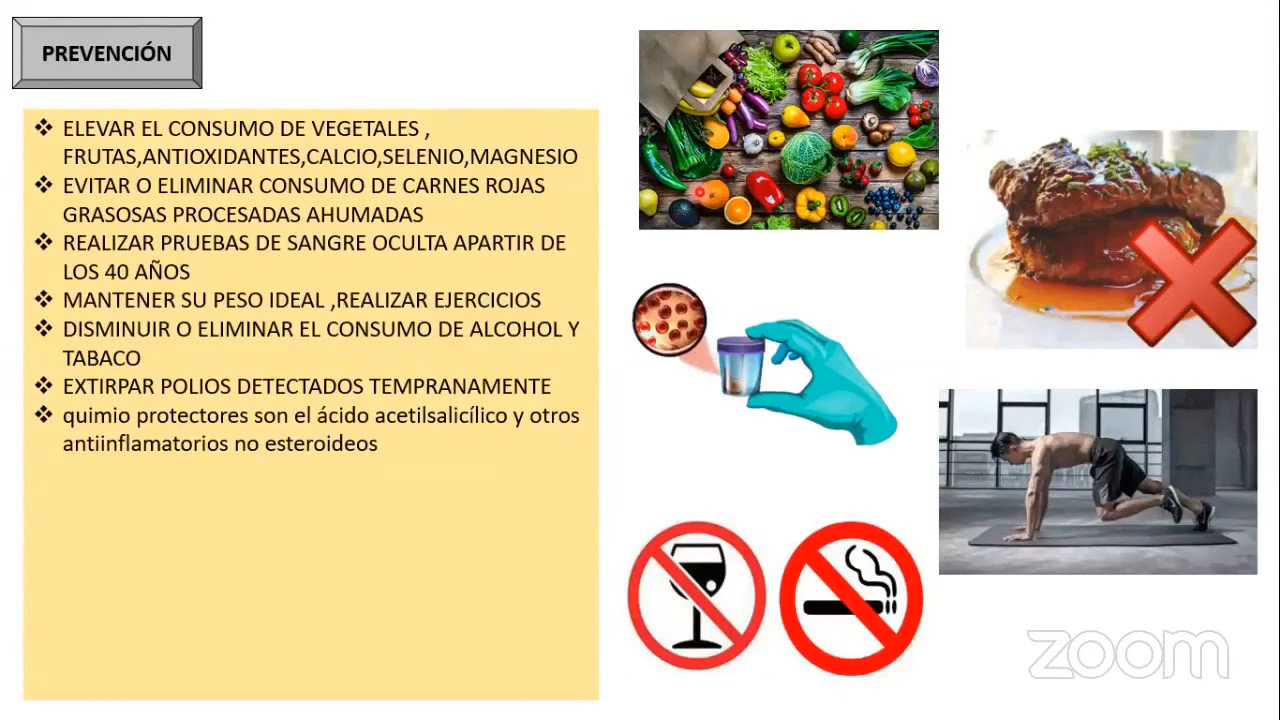 PREVENCIÓN
❖ ELEVAR EL CONSUMO DE VEGETALES ,
FRUTAS,ANTIOXIDANTES,CALCIO,SELENIO,MAGNESIO
❖ EVITAR O ELIMINAR CONSUMO DE CARNES ROJAS
GRASOSAS PROCESADAS AHUMADAS
❖ REALIZAR PRUEBAS DE SANGRE OCULTA APARTIR DE
LOS 40 AÑOS
❖ MANTENER SU PESO IDEAL ,REALIZAR EJERCICIOS
❖ DISMINUIR O ELIMINAR EL CONSUMO DE ALCOHOL Y
TABACO
❖ EXTIRPAR POLIOS DETECTADOS TEMPRANAMENTE
❖ quimio protectores son el ácido acetilsalicílico y otros
antiinflamatorios no esteroideos
zoom